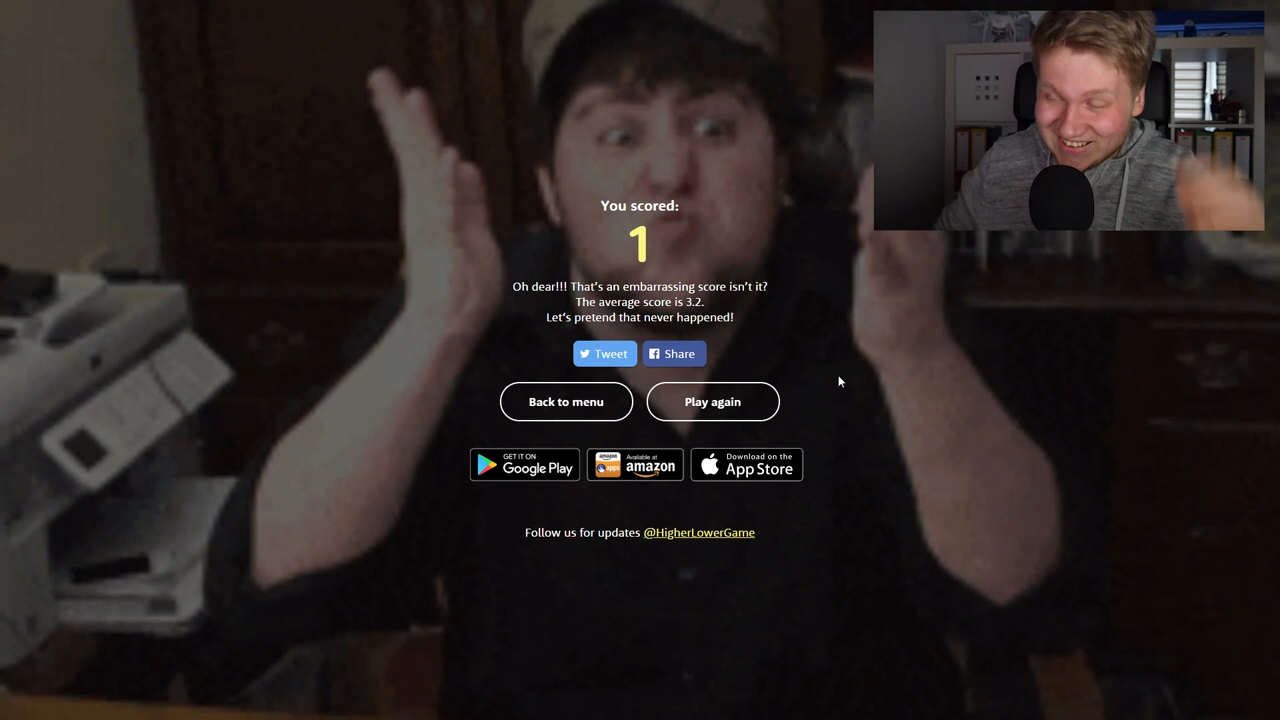 You scored:
1
Oh dear!!! That's an embarrassing score isn't it?
The average score is 3.2.
Let's pretend that never happened!
Tweet
Share
Back to menu
Play again
GET IT ON
Google Play
amazon
apps
Available at
amazon
Download on the
App Store
Follow us for updates @HigherLowerGame